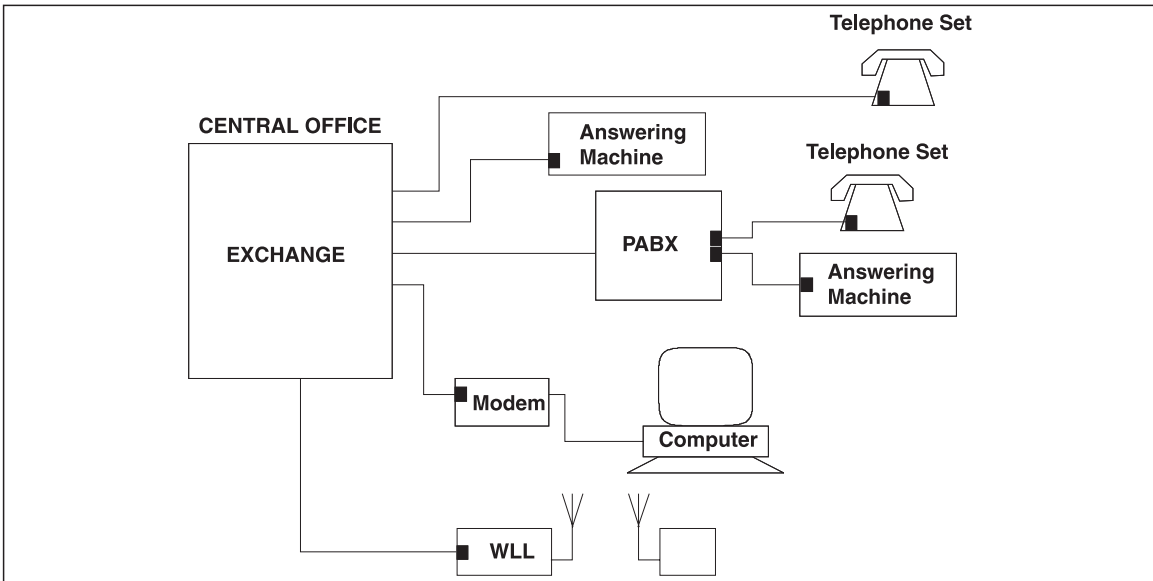 Telephone Set
CENTRAL OFFICE
Answering
Machine
Telephone Set
EXCHANGE
PABX
Answering
Machine
Modem
Computer
WLL